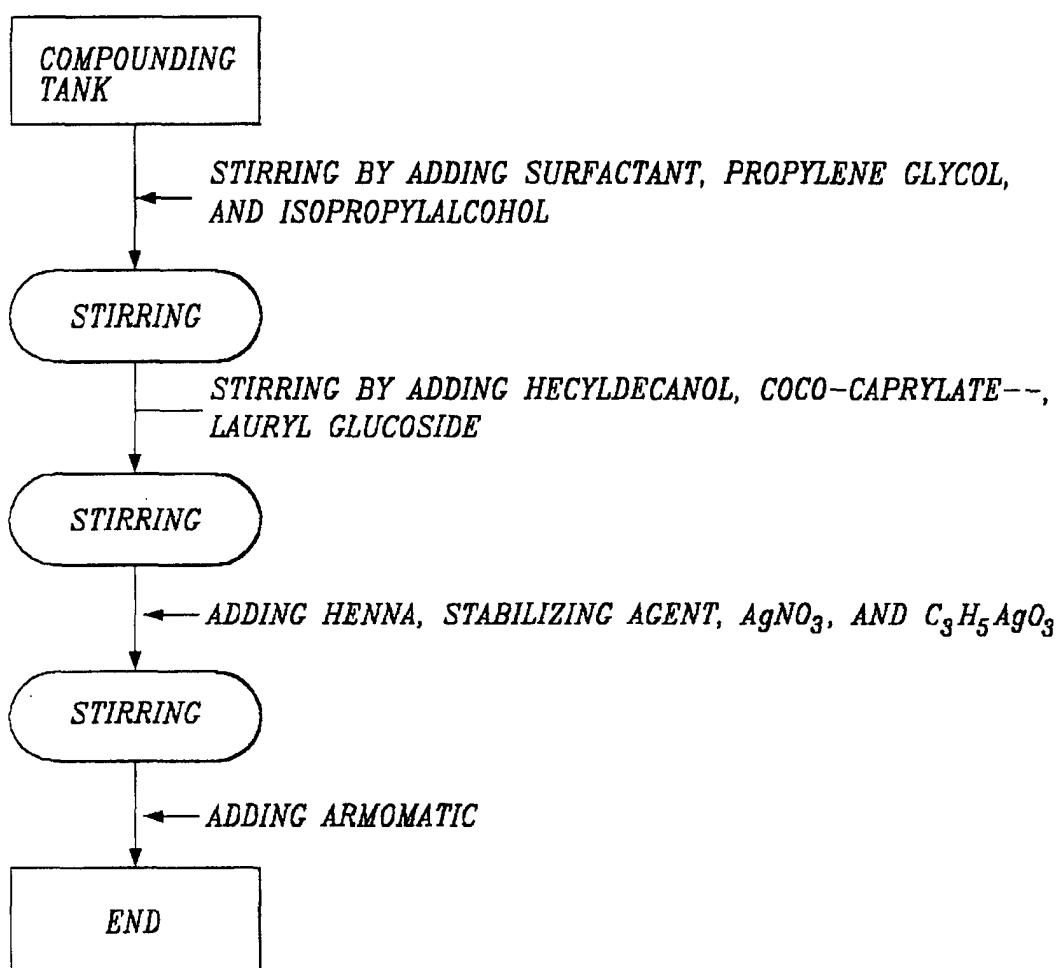 COMPOUNDING
TANK
STIRRING BY ADDING SURFACTANT, PROPYLENE GLYCOL,
AND ISOPROPYLALCOHOL
STIRRING
STIRRING BY ADDING HECYLDECANOL, COCO-CAPRYLATE--,
LAURYL GLUCOSIDE
STIRRING
ADDING HENNA, STABILIZING AGENT, AgNO₃, AND C₃H₅AgO₃
STIRRING
ADDING ARMOMATIC
END